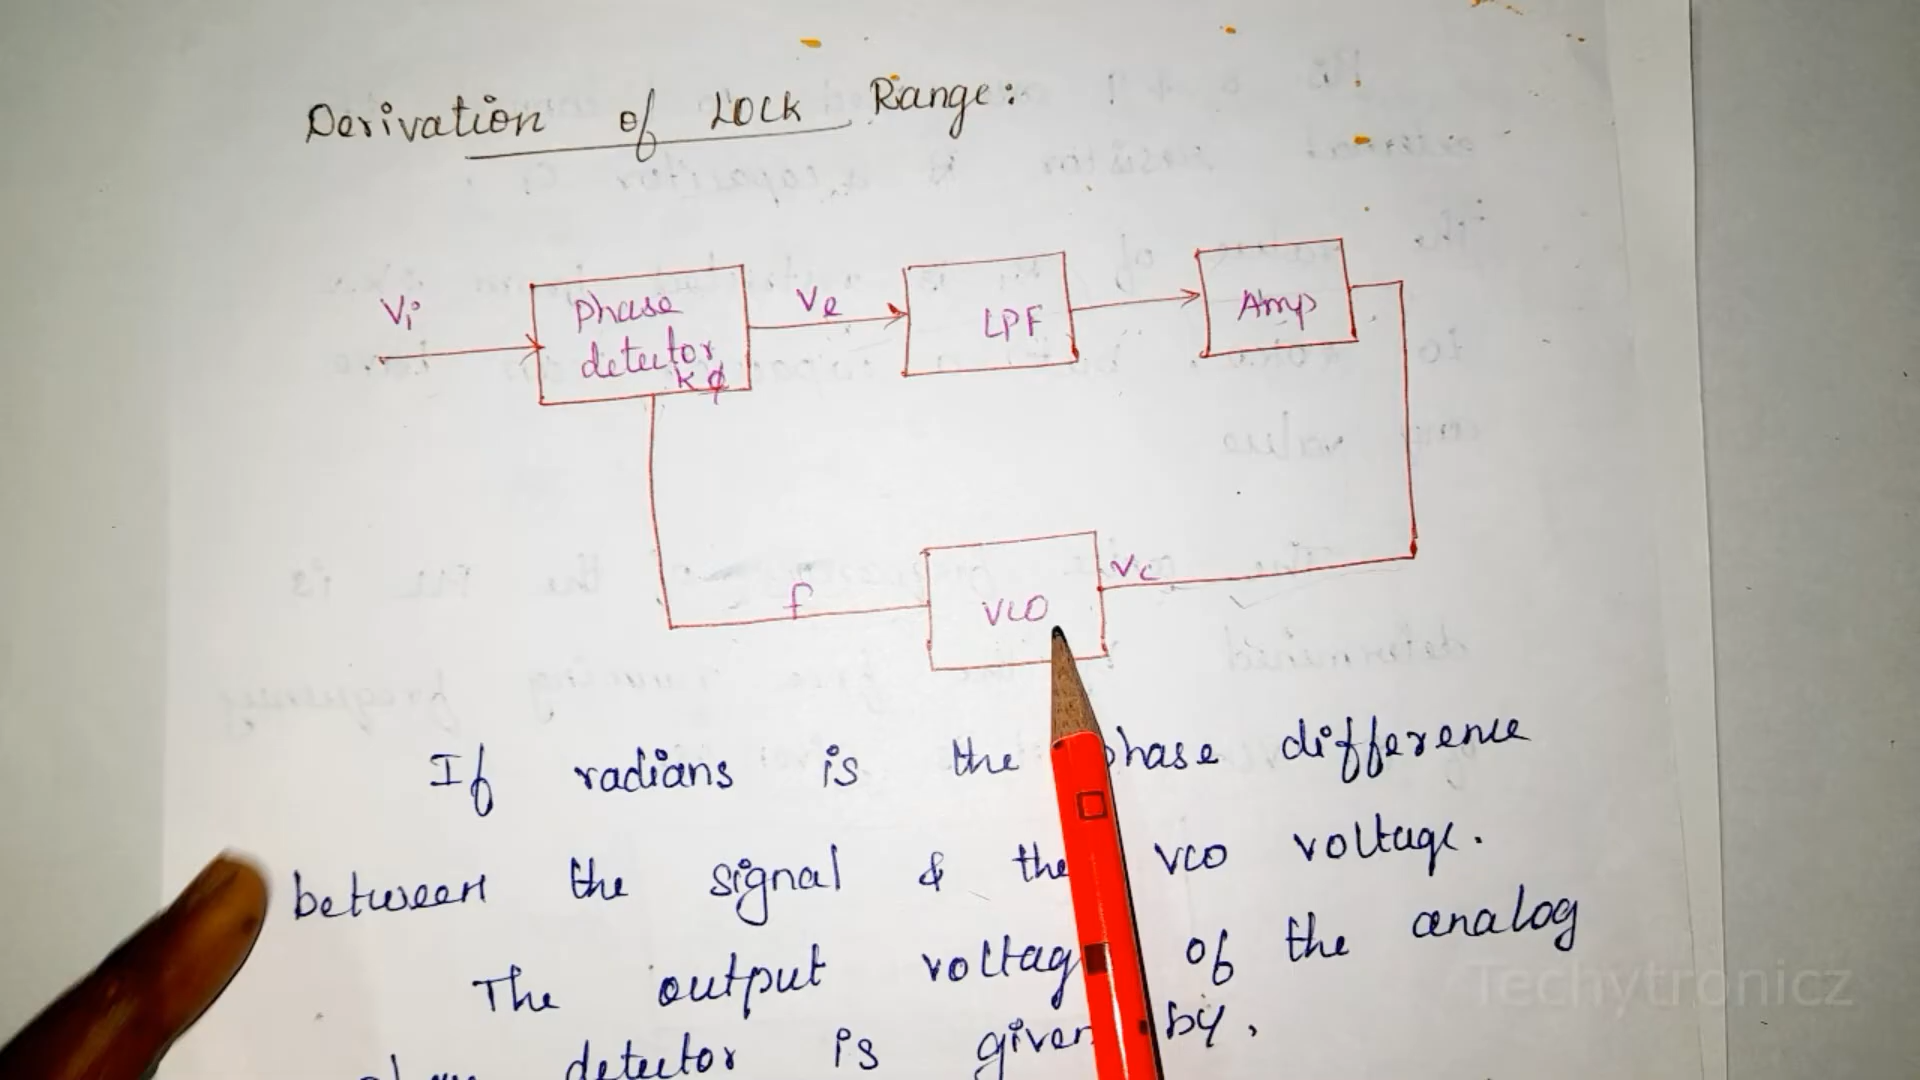 Derivation of Lock Range:
Vi
phase
detector
kφ
Ve
LPF
Amp
f
VCO
Vc
If radians is the phase difference
between the signal & the VCO voltage.
The output voltage of the analog
detector is given by,
Techytronicz